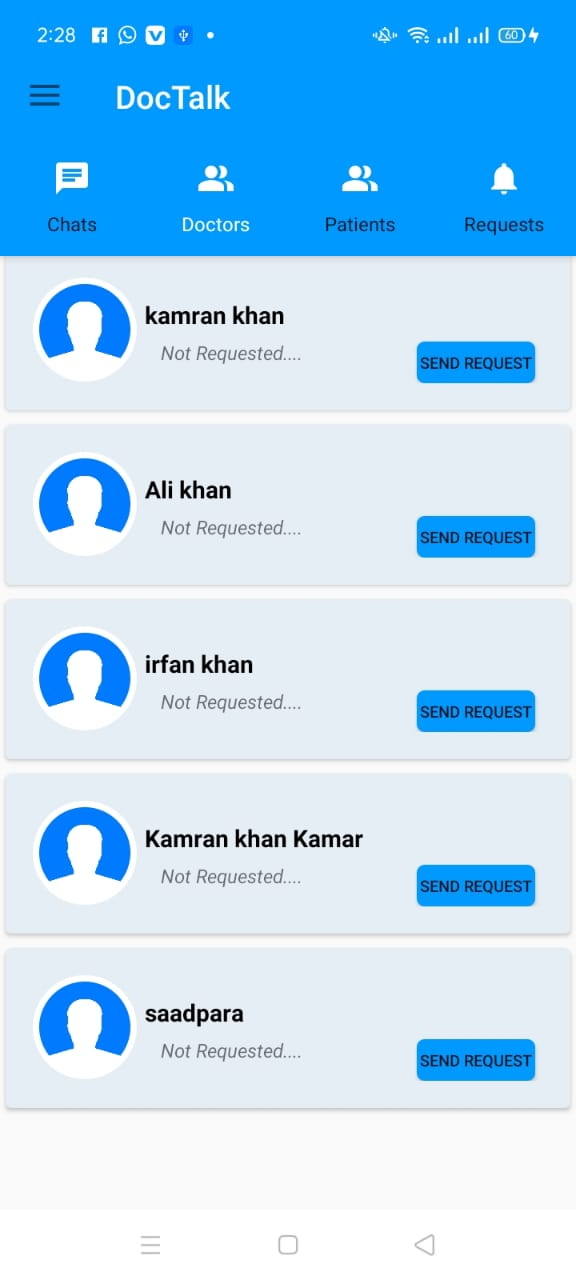 2:28
60
DocTalk
Chats Doctors Patients Requests
kamran khan
Not Requested....
SEND REQUEST
Ali khan
Not Requested....
SEND REQUEST
irfan khan
Not Requested....
SEND REQUEST
Kamran khan Kamar
Not Requested....
SEND REQUEST
saadpara
Not Requested....
SEND REQUEST